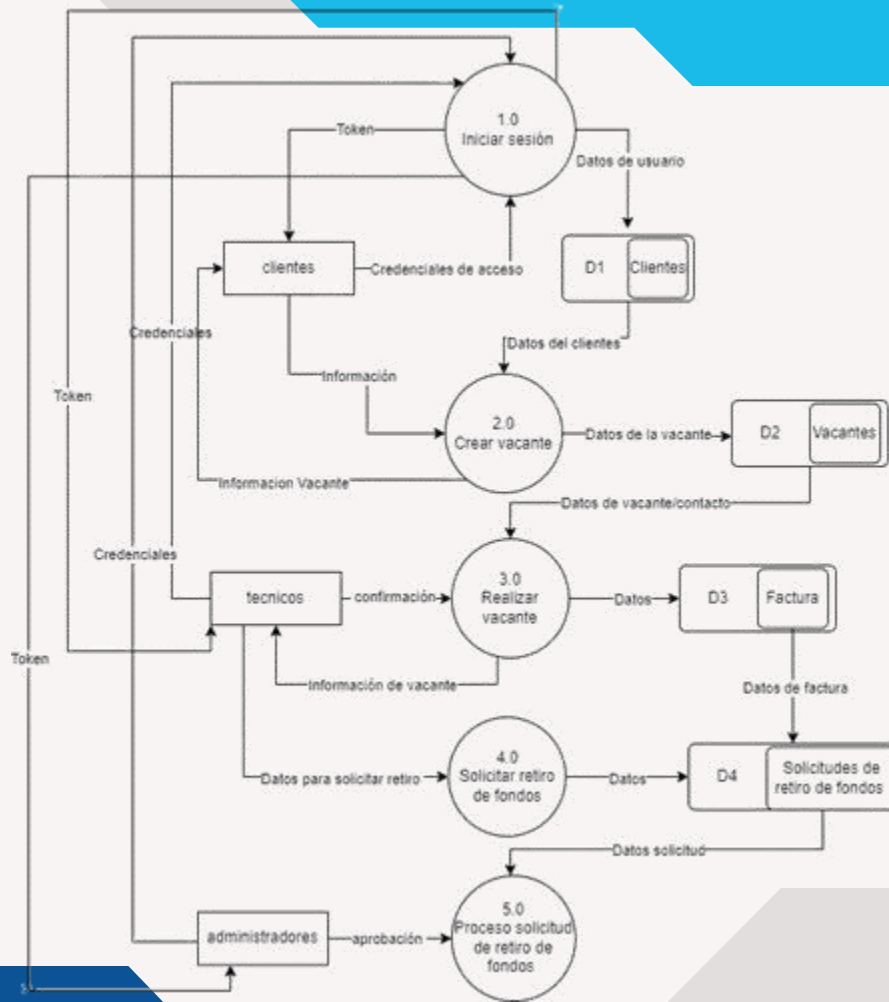 1.0
Iniciar sesión
Token
Datos de usuario
clientes
Credenciales de acceso
D1
Clientes
Credenciales
Datos del clientes
Información
Token
2.0
Crear vacante
Datos de la vacante
D2
Vacantes
Informacion Vacante
Datos de vacante/contacto
Credenciales
tecnicos
confirmación
3.0
Realizar
vacante
Datos
D3
Factura
Token
Información de vacante
Datos de factura
Datos para solicitar retiro
4.0
Solicitar retiro
de fondos
Datos
D4
Solicitudes de
retiro de fondos
Datos solicitud
administradores
aprobación
5.0
Proceso solicitud
de retiro de
fondos